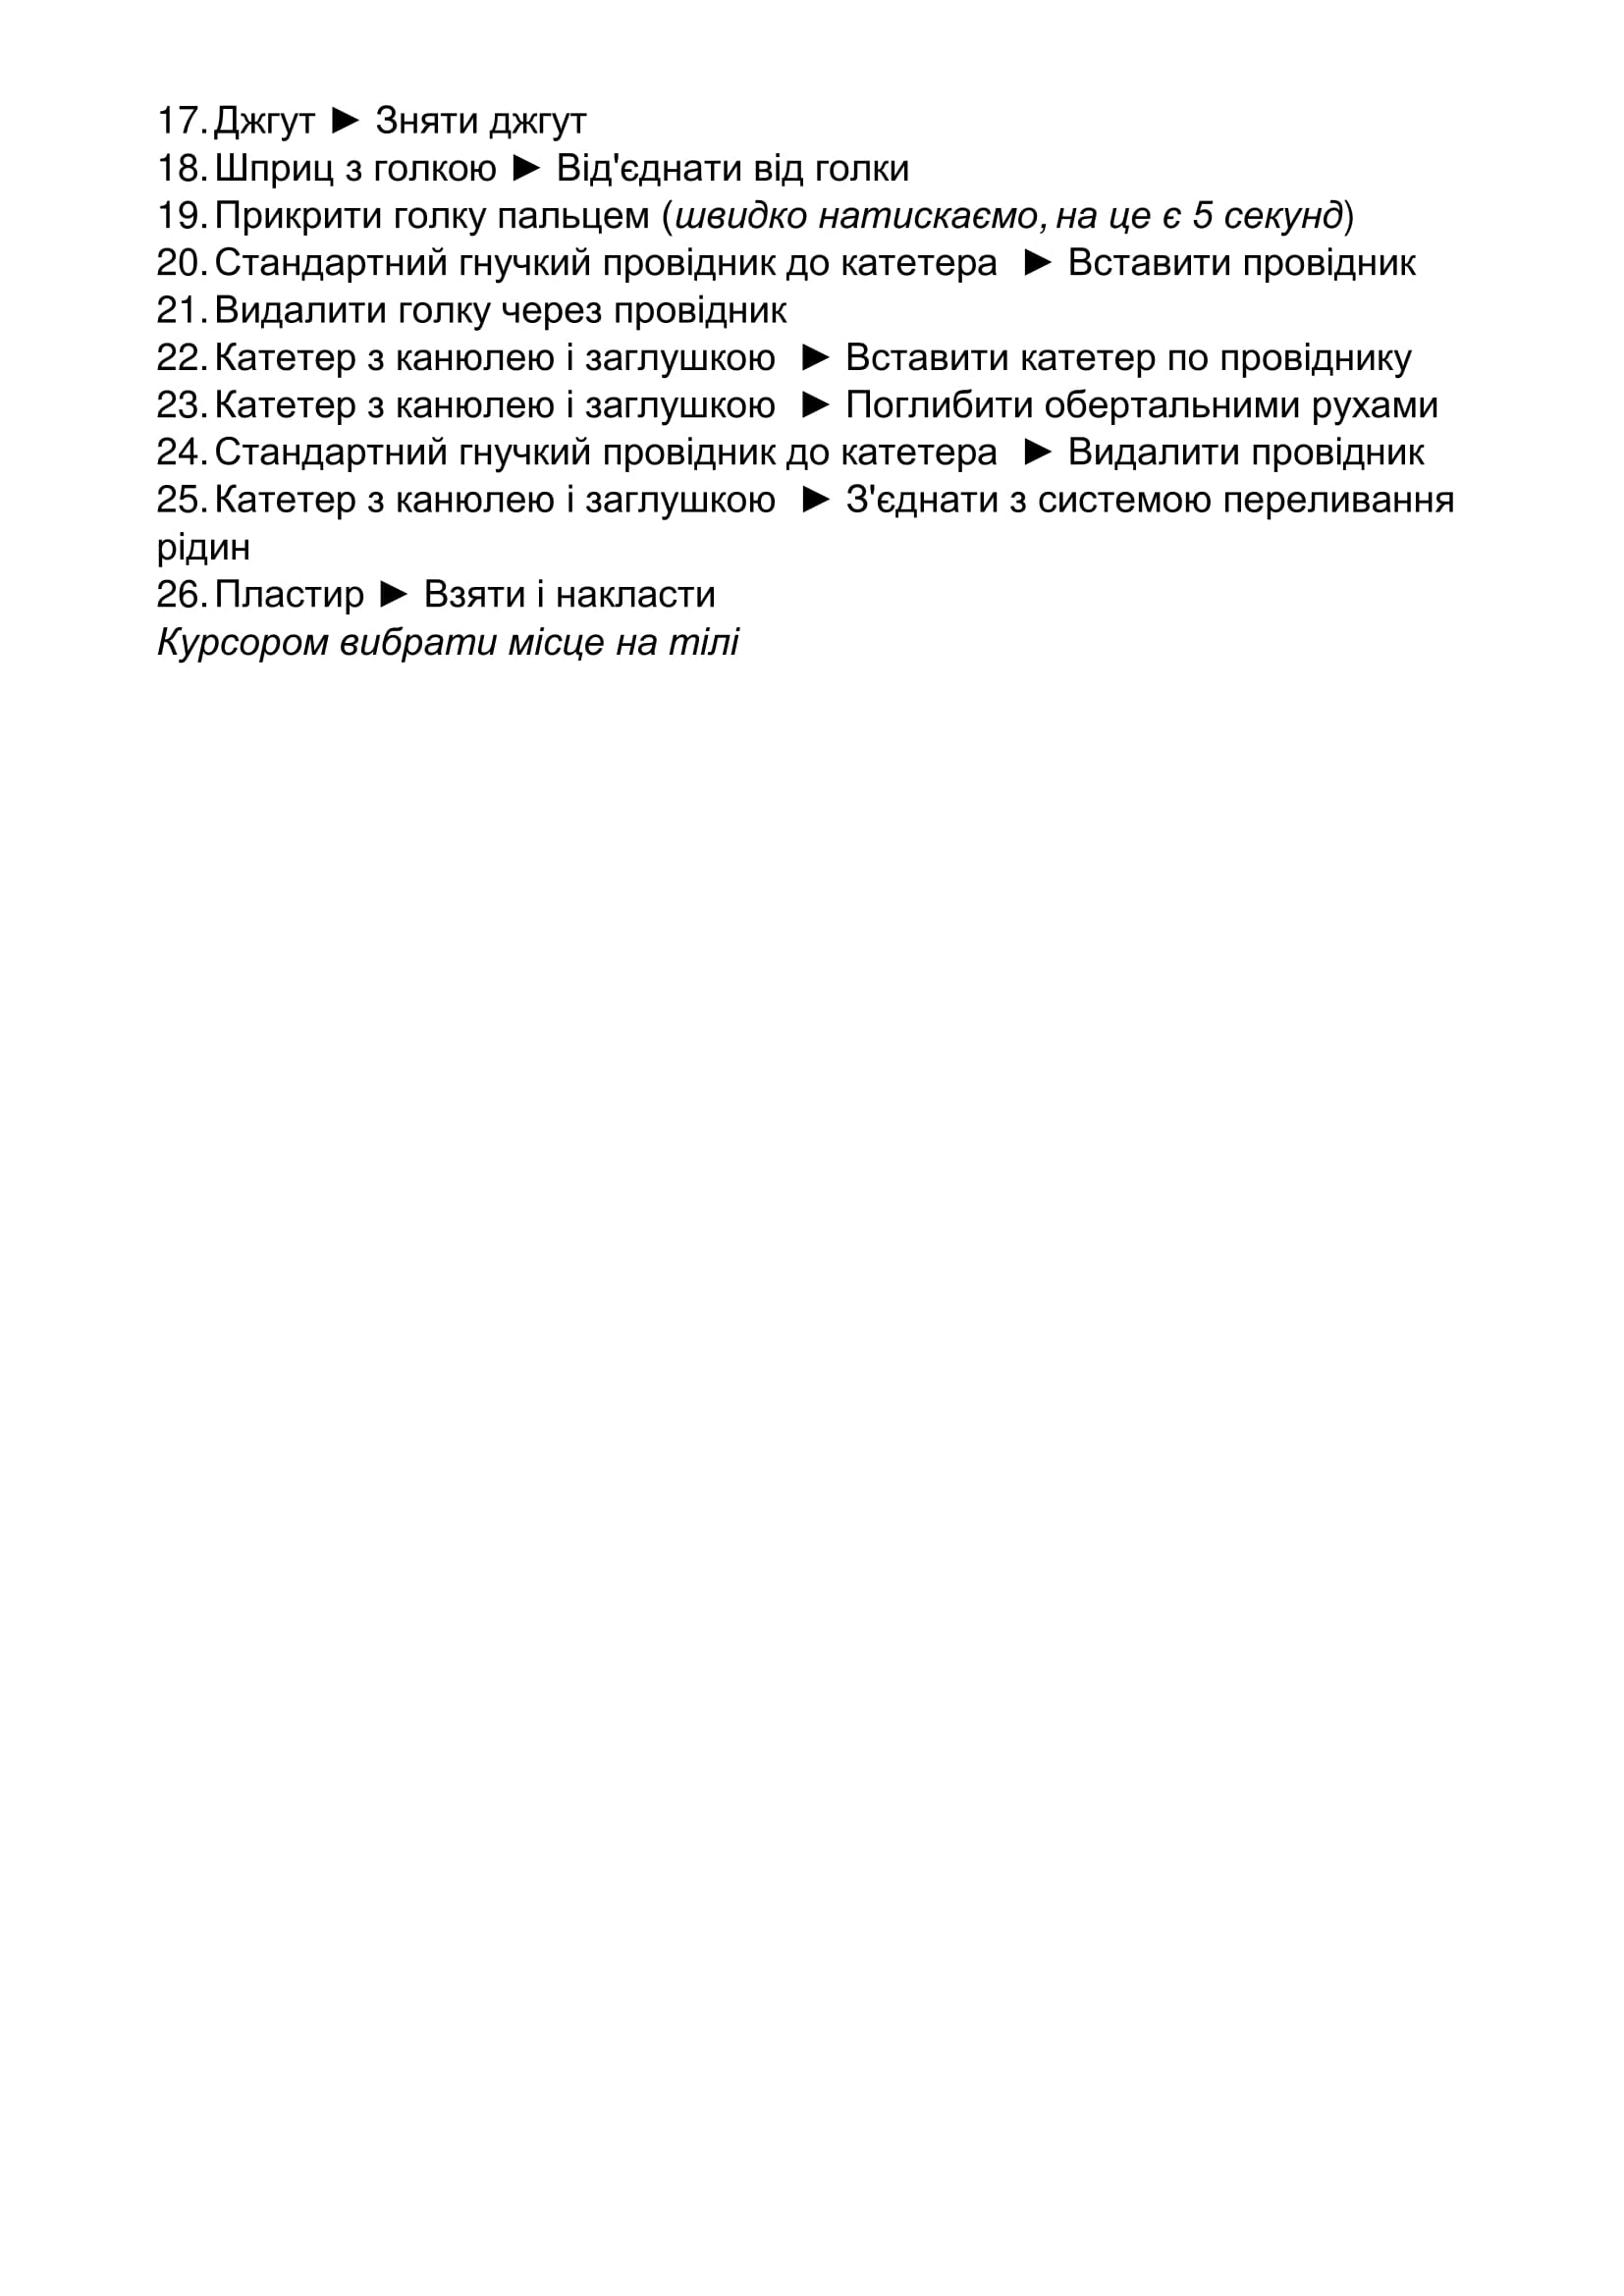 17. Джгут ► Зняти джгут
18. Шприц з голкою ► Від'єднати від голки
19. Прикрити голку пальцем (швидко натискаємо, на це є 5 секунд)
20. Стандартний гнучкий провідник до катетера ► Вставити провідник
21. Видалити голку через провідник
22. Катетер з канюлею і заглушкою ► Вставити катетер по провіднику
23. Катетер з канюлею і заглушкою ► Поглибити обертальними рухами
24. Стандартний гнучкий провідник до катетера ► Видалити провідник
25. Катетер з канюлею і заглушкою ► З'єднати з системою переливання
рідин
26. Пластир ► Взяти і накласти
Курсором вибрати місце на тілі